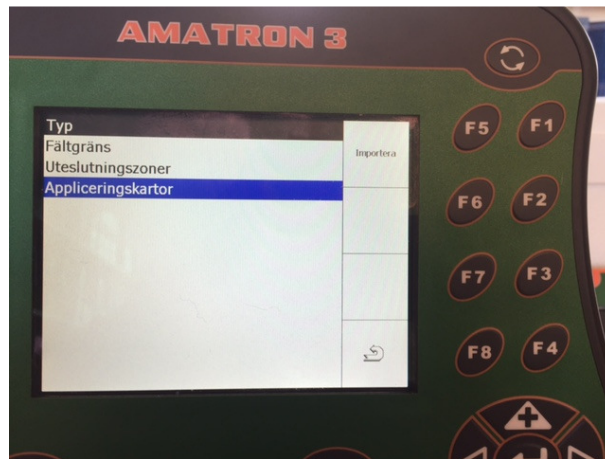 AMATRON 3
Typ
Fältgräns
Uteslutningszoner
Appliceringskartor
Importera
F5
F1
F6
F2
F7
F3
F8
F4